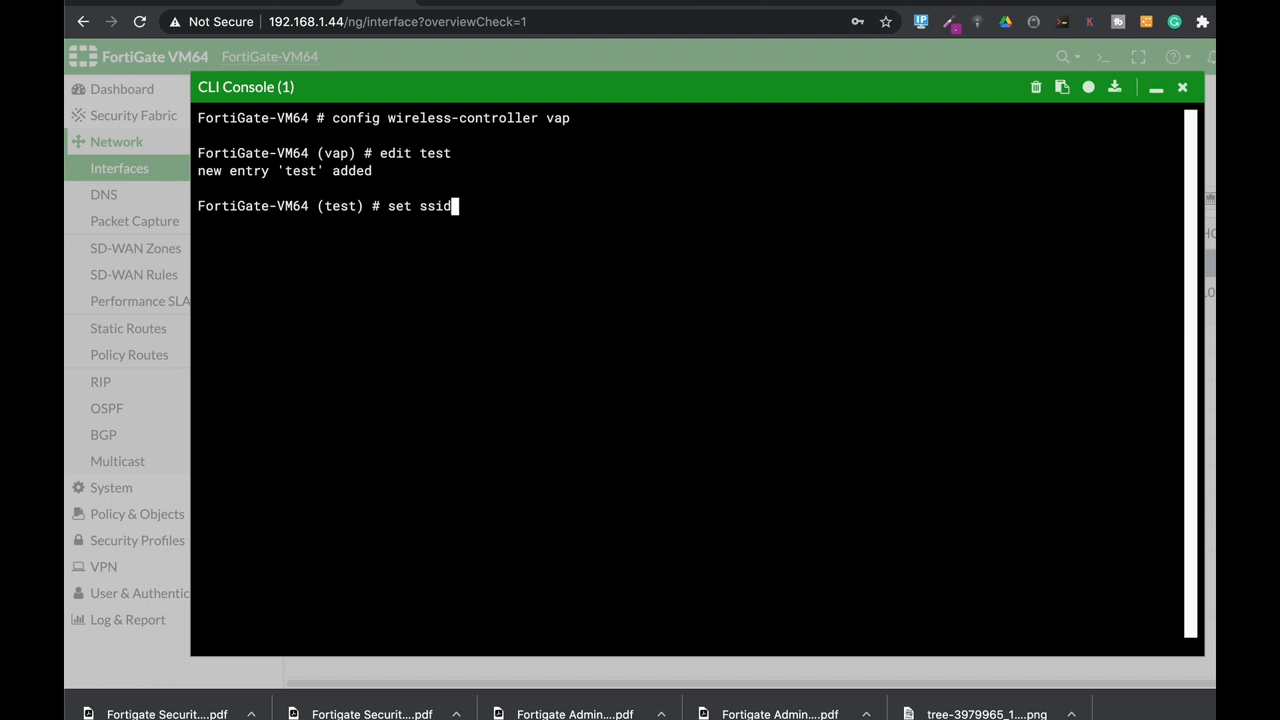 Not Secure 192.168.1.44/ng/interface?overviewCheck=1
FortiGate VM64 FortiGate-VM64
CLI Console (1)
Dashboard
Security Fabric
Network
Interfaces
DNS
Packet Capture
SD-WAN Zones
SD-WAN Rules
Performance SLA
Static Routes
Policy Routes
RIP
OSPF
BGP
Multicast
System
Policy & Objects
Security Profiles
VPN
User & Authentic
Log & Report
FortiGate-VM64 # config wireless-controller vap
FortiGate-VM64 (vap) # edit test
new entry 'test' added
FortiGate-VM64 (test) # set ssid
Fortigate Securit....pdf Fortigate Securit....pdf Fortigate Admin....pdf Fortigate Admin....pdf tree-3979965_1....png